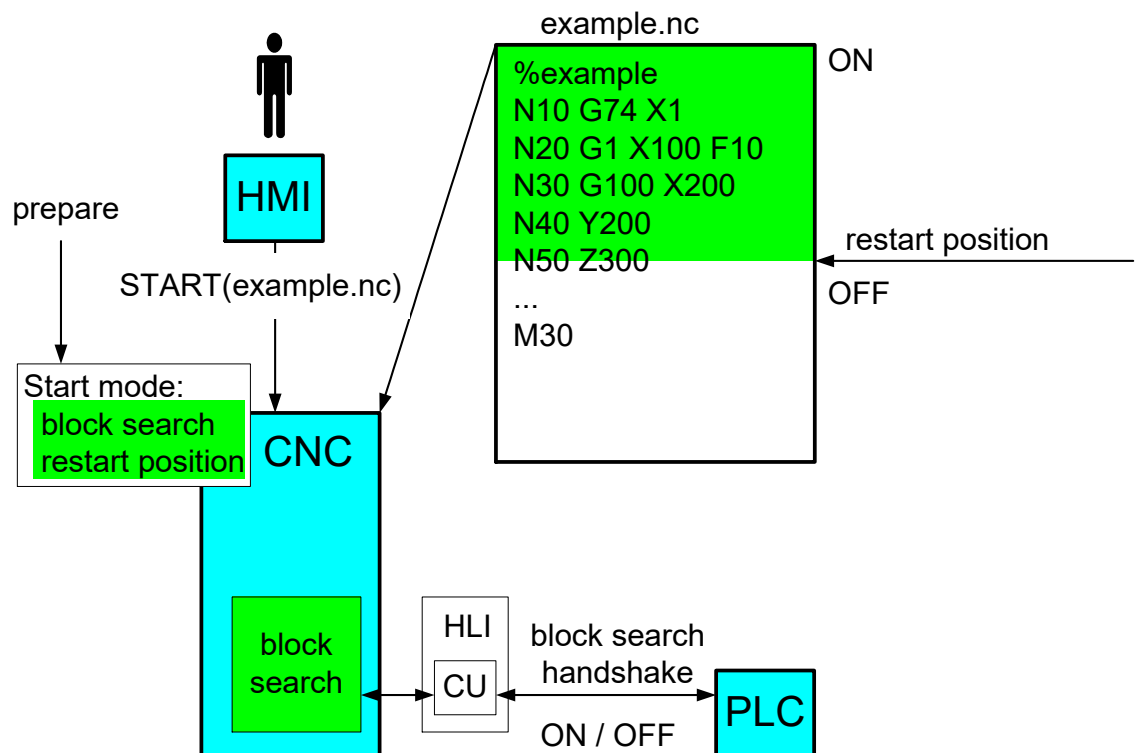 example.nc
%example
N10 G74 X1
N20 G1 X100 F10
N30 G100 X200
N40 Y200
N50 Z300
...
M30
ON
restart position
OFF
HMI
prepare
START(example.nc)
Start mode:
block search
restart position
CNC
block
search
HLI
CU
block search
handshake
ON / OFF
PLC